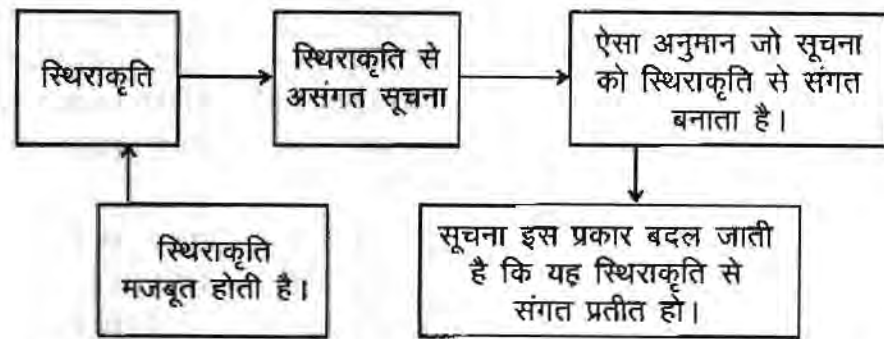 स्थिराकृति
स्थिराकृति से
असंगत सूचना
ऐसा अनुमान जो सूचना
को स्थिराकृति से संगत
बनाता है।
स्थिराकृति
मजबूत होती है।
सूचना इस प्रकार बदल जाती
है कि यह स्थिराकृति से
संगत प्रतीत हो।